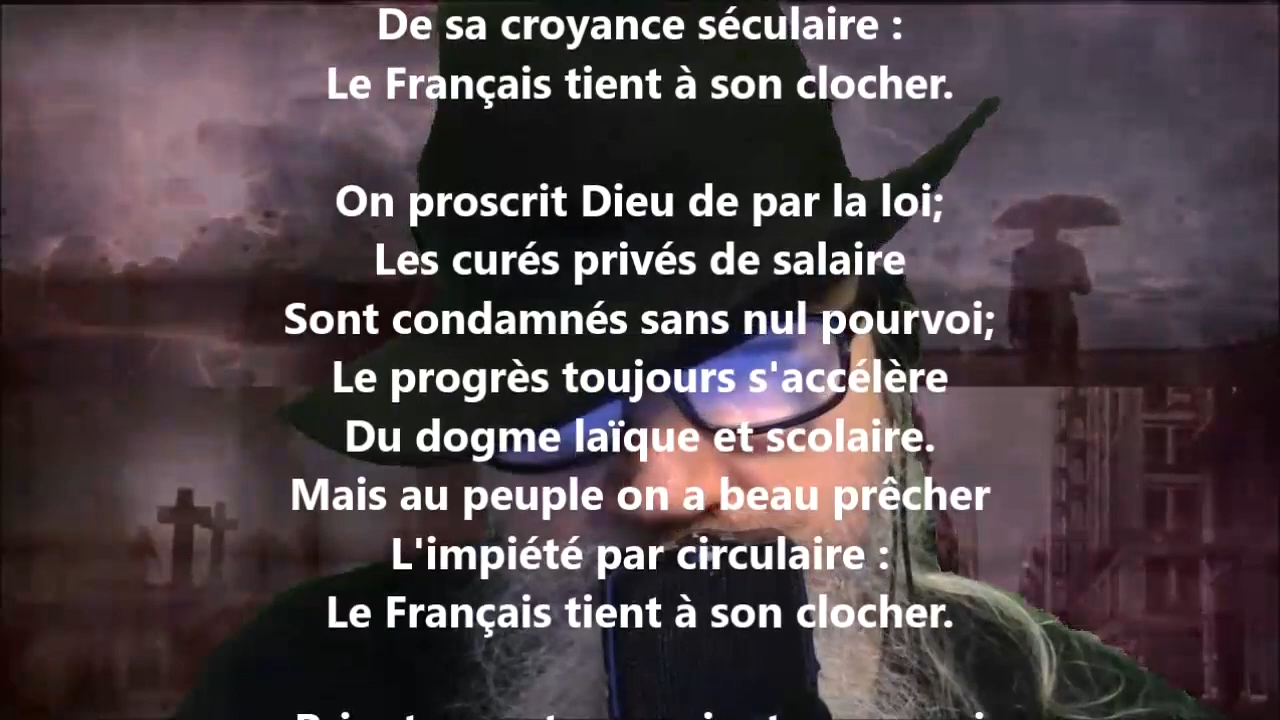 De sa croyance séculaire :
Le Français tient à son clocher.
On proscrit Dieu de par la loi;
Les curés privés de salaire
Sont condamnés sans nul pourvoi;
Le progrès toujours s'accélère
Du dogme laïque et scolaire.
Mais au peuple on a beau prêcher
L'impiété par circulaire :
Le Français tient à son clocher.